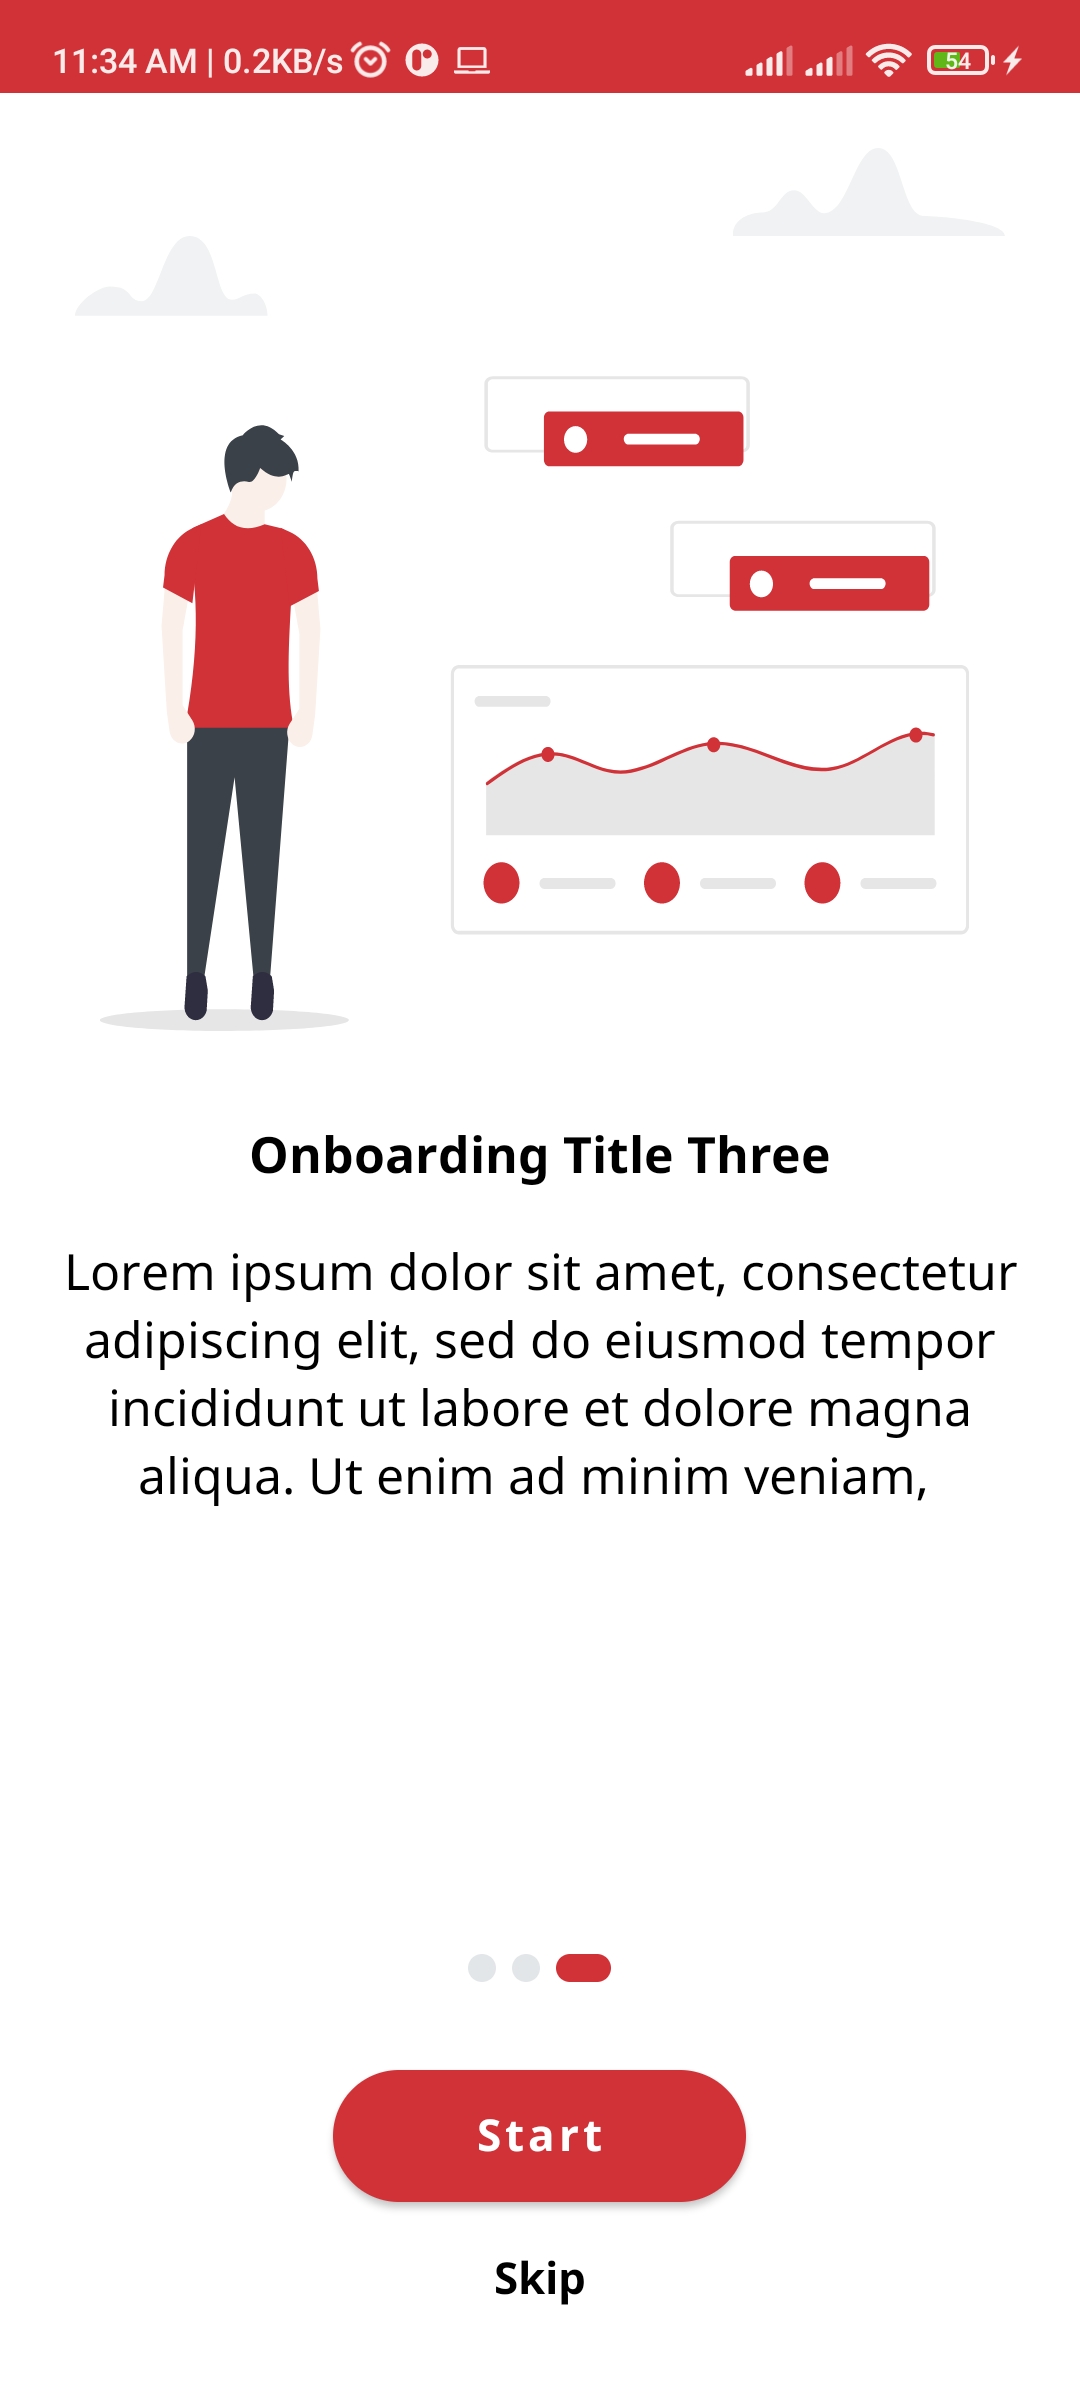 11:34 AM | 0.2KB/s 54
Onboarding Title Three
Lorem ipsum dolor sit amet, consectetur
adipiscing elit, sed do eiusmod tempor
incididunt ut labore et dolore magna
aliqua. Ut enim ad minim veniam,
Start
Skip